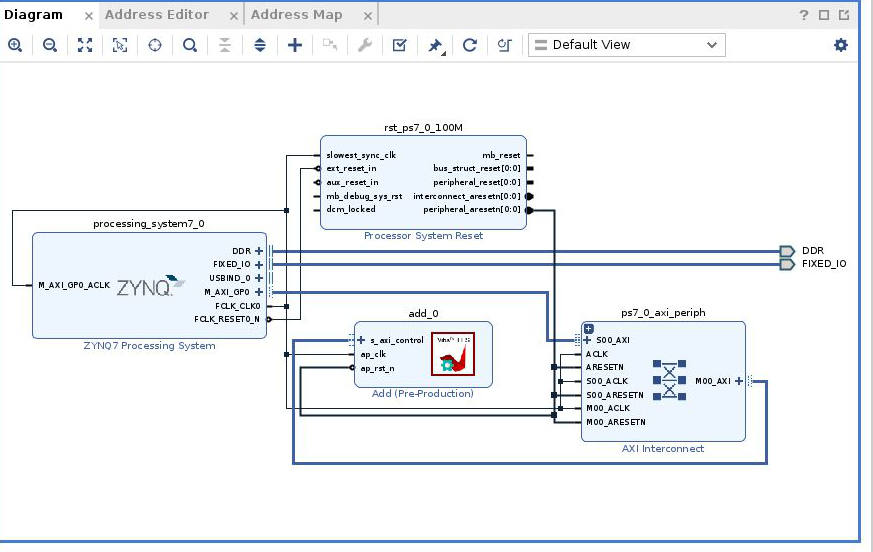 Diagram × Address Editor × Address Map × ?
Default View
rst_ps7_0_100M
slowest_sync_clk mb_reset
ext_reset_in bus_struct_reset[0:0]
aux_reset_in peripheral_reset[0:0]
mb_debug_sys_rst interconnect_aresetn[0:0]
dcm_locked peripheral_aresetn[0:0]
Processor System Reset
processing_system7_0
DDR
FIXED_IO
USBIND_0
M_AXI_GP0_ACLK ZYNQ M_AXI_GP0
FCLK_CLK0
FCLK_RESET0_N
ZYNQ7 Processing System
DDR
FIXED_IO
add_0
s_axi_control
ap_clk
ap_rst_n
Add (Pre-Production)
ps7_0_axi_periph
S00_AXI
ACLK
ARESETN
S00_ACLK M00_AXI
S00_ARESETN
M00_ACLK
M00_ARESETN
AXI Interconnect